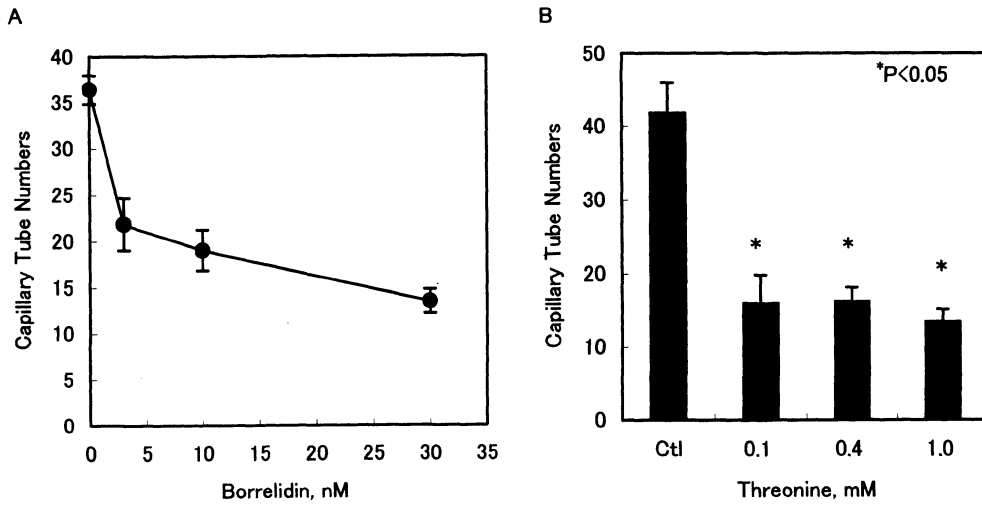 A
Capillary Tube Numbers
40
35
30
25
20
15
10
5
0
0 5 10 15 20 25 30 35
Borrelidin, nM
B
Capillary Tube Numbers
50
40
30
20
10
0
*P<0.05
*
*
*
Ctl 0.1 0.4 1.0
Threonine, mM